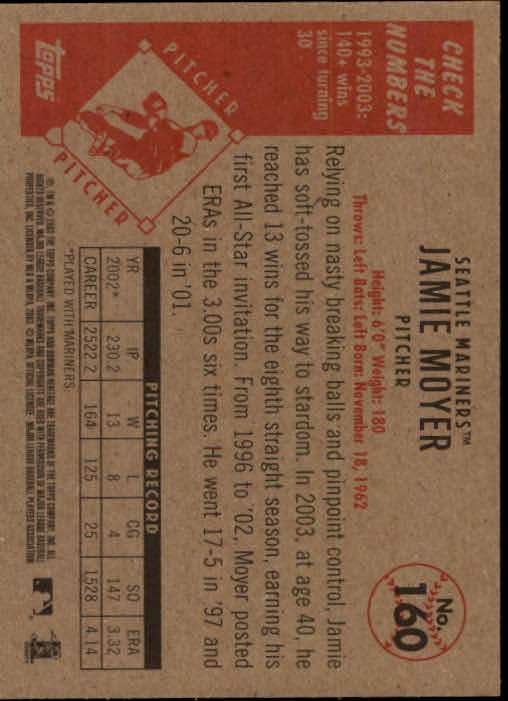 No.
160
SEATTLE MARINERS™
JAMIE MOYER
PITCHER
Height: 6'0" Weight: 180
Throws: Left Bats: Left Born: November 18, 1962
CHECK
THE
NUMBERS
1993-2003:
140+ wins
since turning
30
Relying on nasty breaking balls and pinpoint control, Jamie
has soft-tossed his way to stardom. In 2003, at age 40, he
reached 13 wins for the eighth straight season, earning his
first All-Star invitation. From 1996 to '02, Moyer posted
ERAs in the 3.00s six times. He went 17-5 in '97 and
20-6 in '01.
PITCHER
PITCHER
topps
PITCHING RECORD
YR IP W L CG SO ERA
2002* 230.2 13 8 4 147 3.32
CAREER 2522.2 164 125 25 1528 4.14
*PLAYED WITH MARINERS.